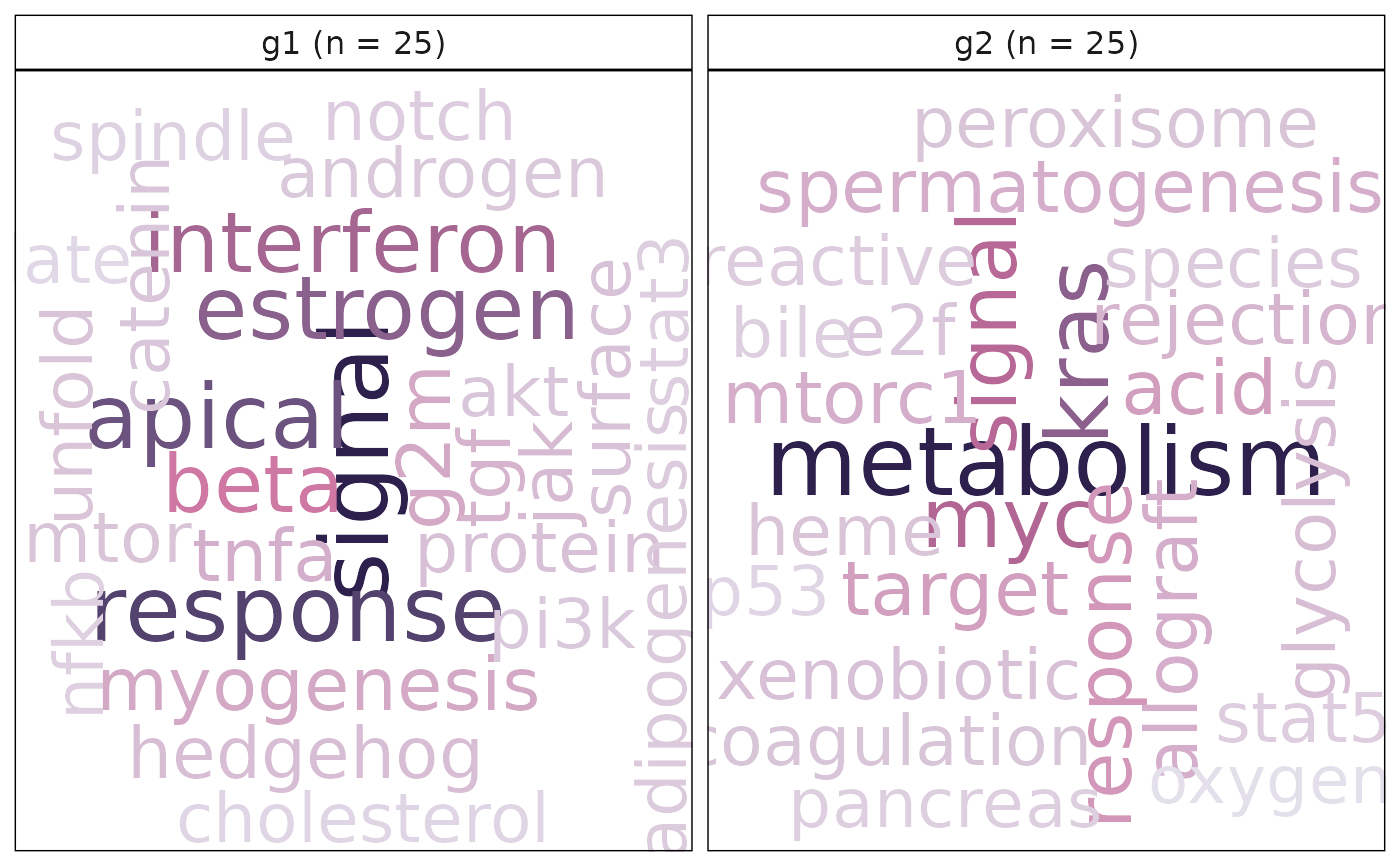 g1 (n = 25)
notch
spindle
androgen
catenin
interferon
ate
estrogen
stat3
surface
unfold
signal
apical
akt
g2m
tgf
jak
beta
mtor
tnfa
protein
adipogenesis
nfkb
response
pi3k
myogenesis
hedgehog
cholesterol
g2 (n = 25)
peroxisome
spermatogenesis
reactive
signal
species
kras
bile
e2f
rejection
mtorc1
acid
metabolism
glycolysis
heme
myc
response
allograft
p53
target
xenobiotic
coagulation
stat5
oxygen
pancreas